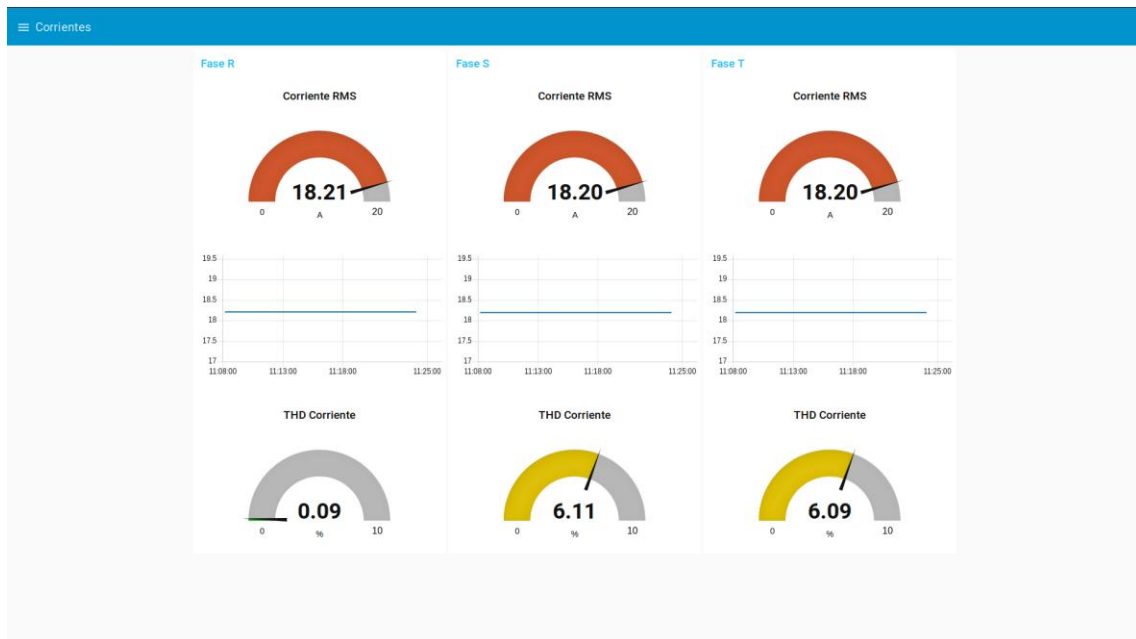 ≡ Corrientes
Fase R
Corriente RMS
18.21
0
A
20
19.5
19
18.5
18
17.5
17
11:08:00 11:13:00 11:18:00 11:25:00
THD Corriente
0.09
0
%
10
Fase S
Corriente RMS
18.20
0
A
20
19.5
19
18.5
18
17.5
17
11:08:00 11:13:00 11:18:00 11:25:00
THD Corriente
6.11
0
%
10
Fase T
Corriente RMS
18.20
0
A
20
19.5
19
18.5
18
17.5
17
11:08:00 11:13:00 11:18:00 11:25:00
THD Corriente
6.09
0
%
10